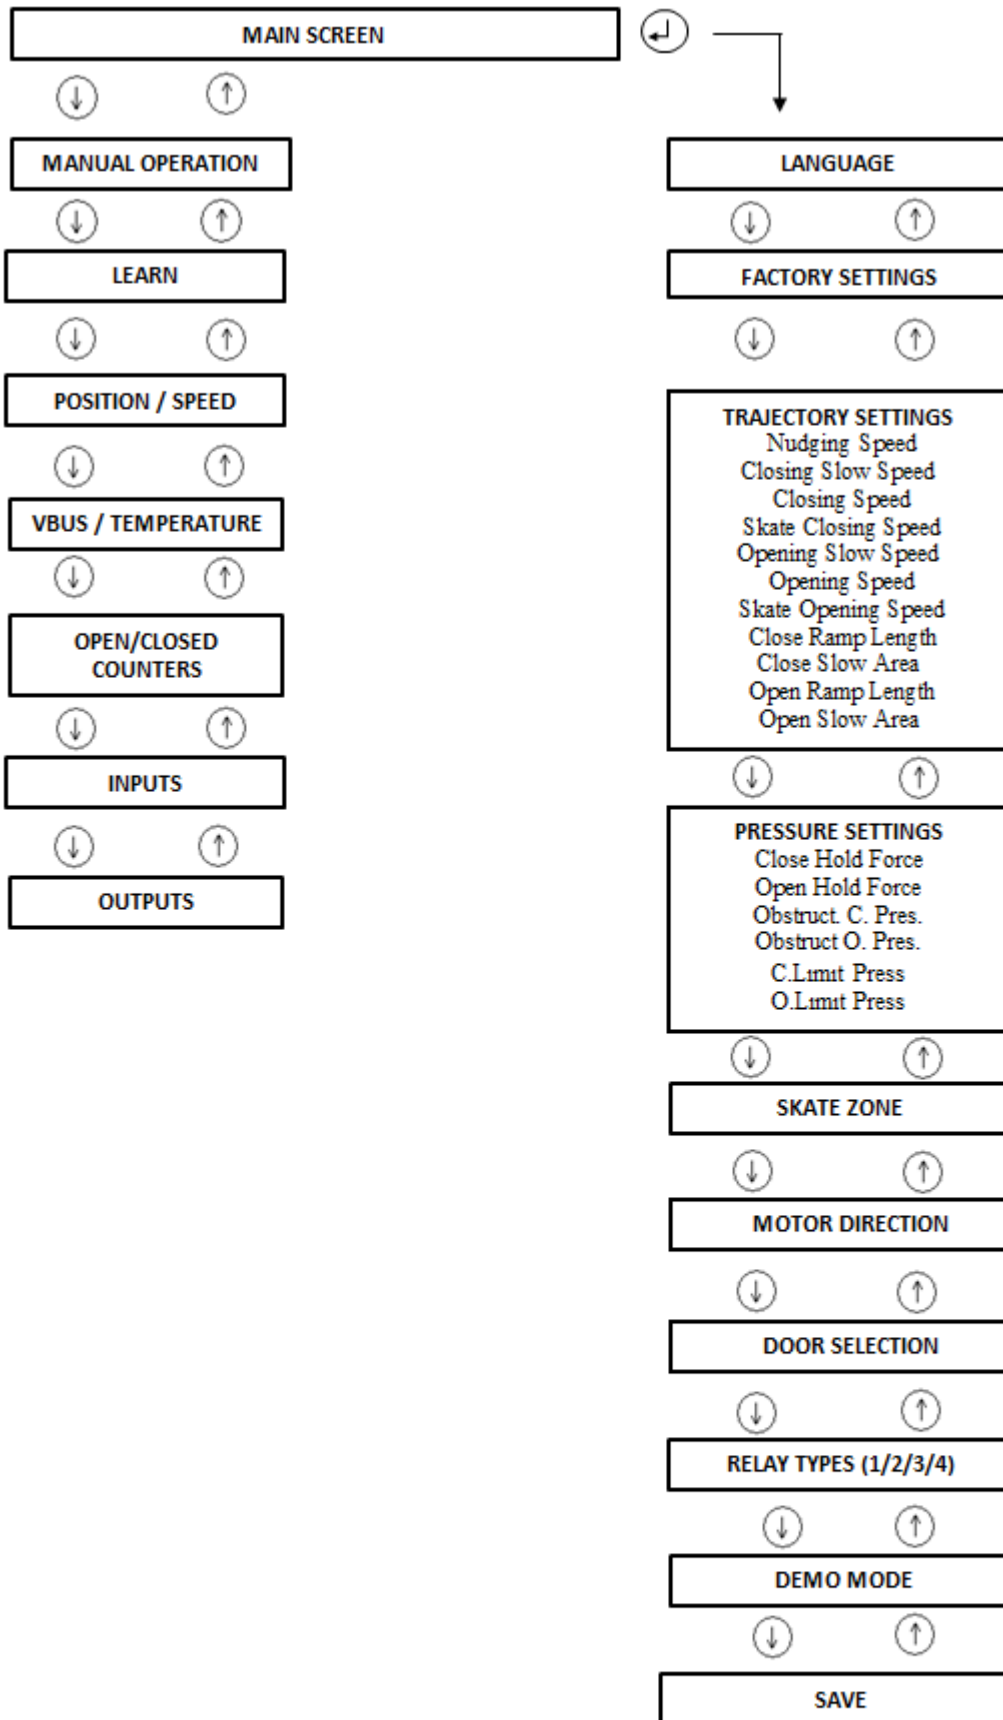 MAIN SCREEN
MANUAL OPERATION
LEARN
POSITION / SPEED
VBUS / TEMPERATURE
OPEN/CLOSED
COUNTERS
INPUTS
OUTPUTS
LANGUAGE
FACTORY SETTINGS
TRAJECTORY SETTINGS
Nudging Speed
Closing Slow Speed
Closing Speed
Skate Closing Speed
Opening Slow Speed
Opening Speed
Skate Opening Speed
Close Ramp Length
Close Slow Area
Open Ramp Length
Open Slow Area
PRESSURE SETTINGS
Close Hold Force
Open Hold Force
Obstruct. C. Pres.
Obstruct O. Pres.
C.Lımıt Press
O.Lımıt Press
SKATE ZONE
MOTOR DIRECTION
DOOR SELECTION
RELAY TYPES (1/2/3/4)
DEMO MODE
SAVE